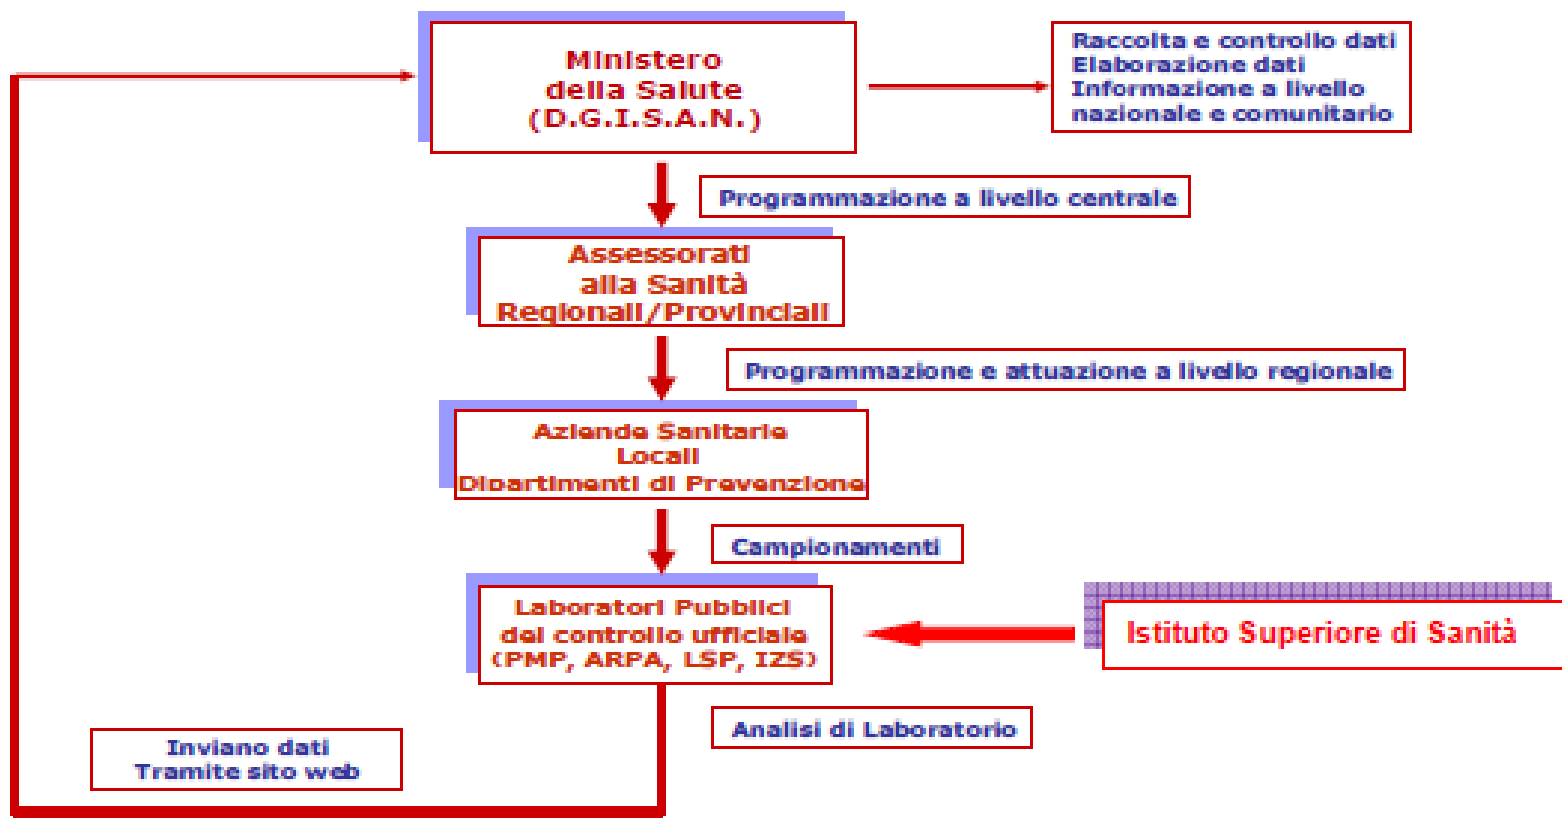 Ministero
della Salute
(D.G.I.S.A.N.)
Raccolta e controllo dati
Elaborazione dati
Informazione a livello
nazionale e comunitario
Programmazione a livello centrale
Assessorati
alla Sanità
Regionali/Provinciali
Programmazione e attuazione a livello regionale
Aziende Sanitarie
Locali
Dipartimenti di Prevenzione
Campionamenti
Laboratori Pubblici
del controllo ufficiale
(PMP, ARPA, LSP, IZS)
Istituto Superiore di Sanità
Analisi di Laboratorio
Inviano dati
Tramite sito web